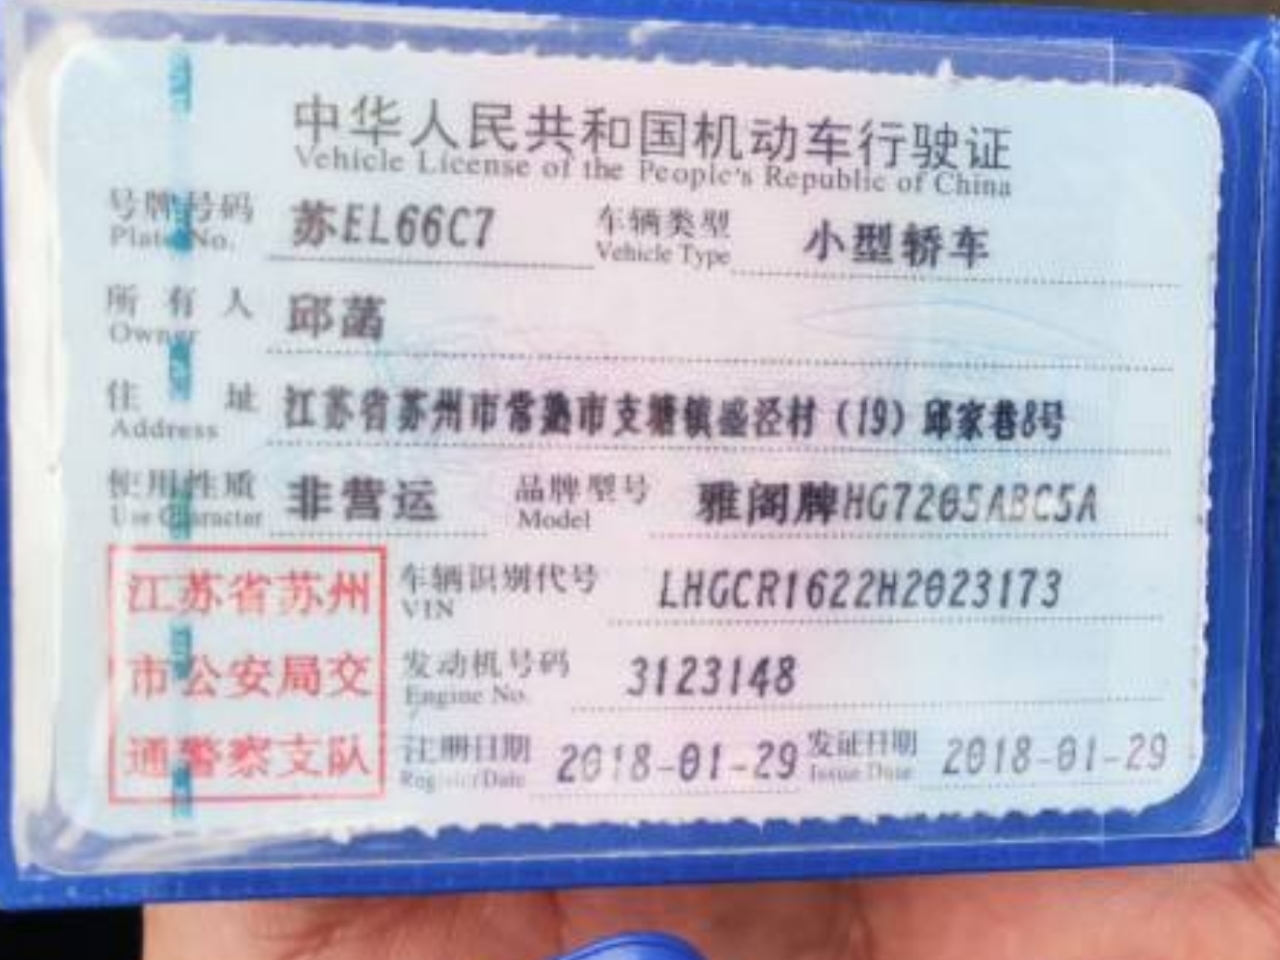 中华人民共和国机动车行驶证
Vehicle License of the People's Republic of China
号牌号码 苏EL66C7 车辆类型 小型轿车
Plate No. Vehicle Type
所有人 邱菡
Owner
住址 江苏省苏州市常熟市支塘镇盛泾村(19)邱家巷8号
Address
使用性质 非营运 品牌型号 雅阁牌HG7205ABC5A
Use Character Model
江苏省苏州 车辆识别代号 LHGCR1622H2023173
VIN
市公安局交 发动机号码 3123148
Engine No.
通警察支队 注册日期 2018-01-29 发证日期 2018-01-29
Register Date Issue Date